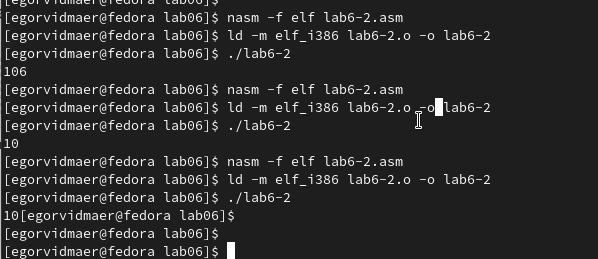 [egorvidmaer@fedora lab06]$ nasm -f elf lab6-2.asm
[egorvidmaer@fedora lab06]$ ld -m elf_i386 lab6-2.o -o lab6-2
[egorvidmaer@fedora lab06]$ ./lab6-2
106
[egorvidmaer@fedora lab06]$ nasm -f elf lab6-2.asm
[egorvidmaer@fedora lab06]$ ld -m elf_i386 lab6-2.o -o lab6-2
[egorvidmaer@fedora lab06]$ ./lab6-2
10
[egorvidmaer@fedora lab06]$ nasm -f elf lab6-2.asm
[egorvidmaer@fedora lab06]$ ld -m elf_i386 lab6-2.o -o lab6-2
[egorvidmaer@fedora lab06]$ ./lab6-2
10[egorvidmaer@fedora lab06]$
[egorvidmaer@fedora lab06]$
[egorvidmaer@fedora lab06]$